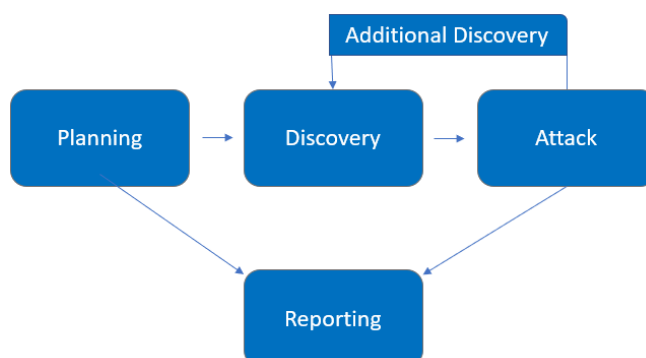 Additional Discovery
Planning
Discovery
Attack
Reporting